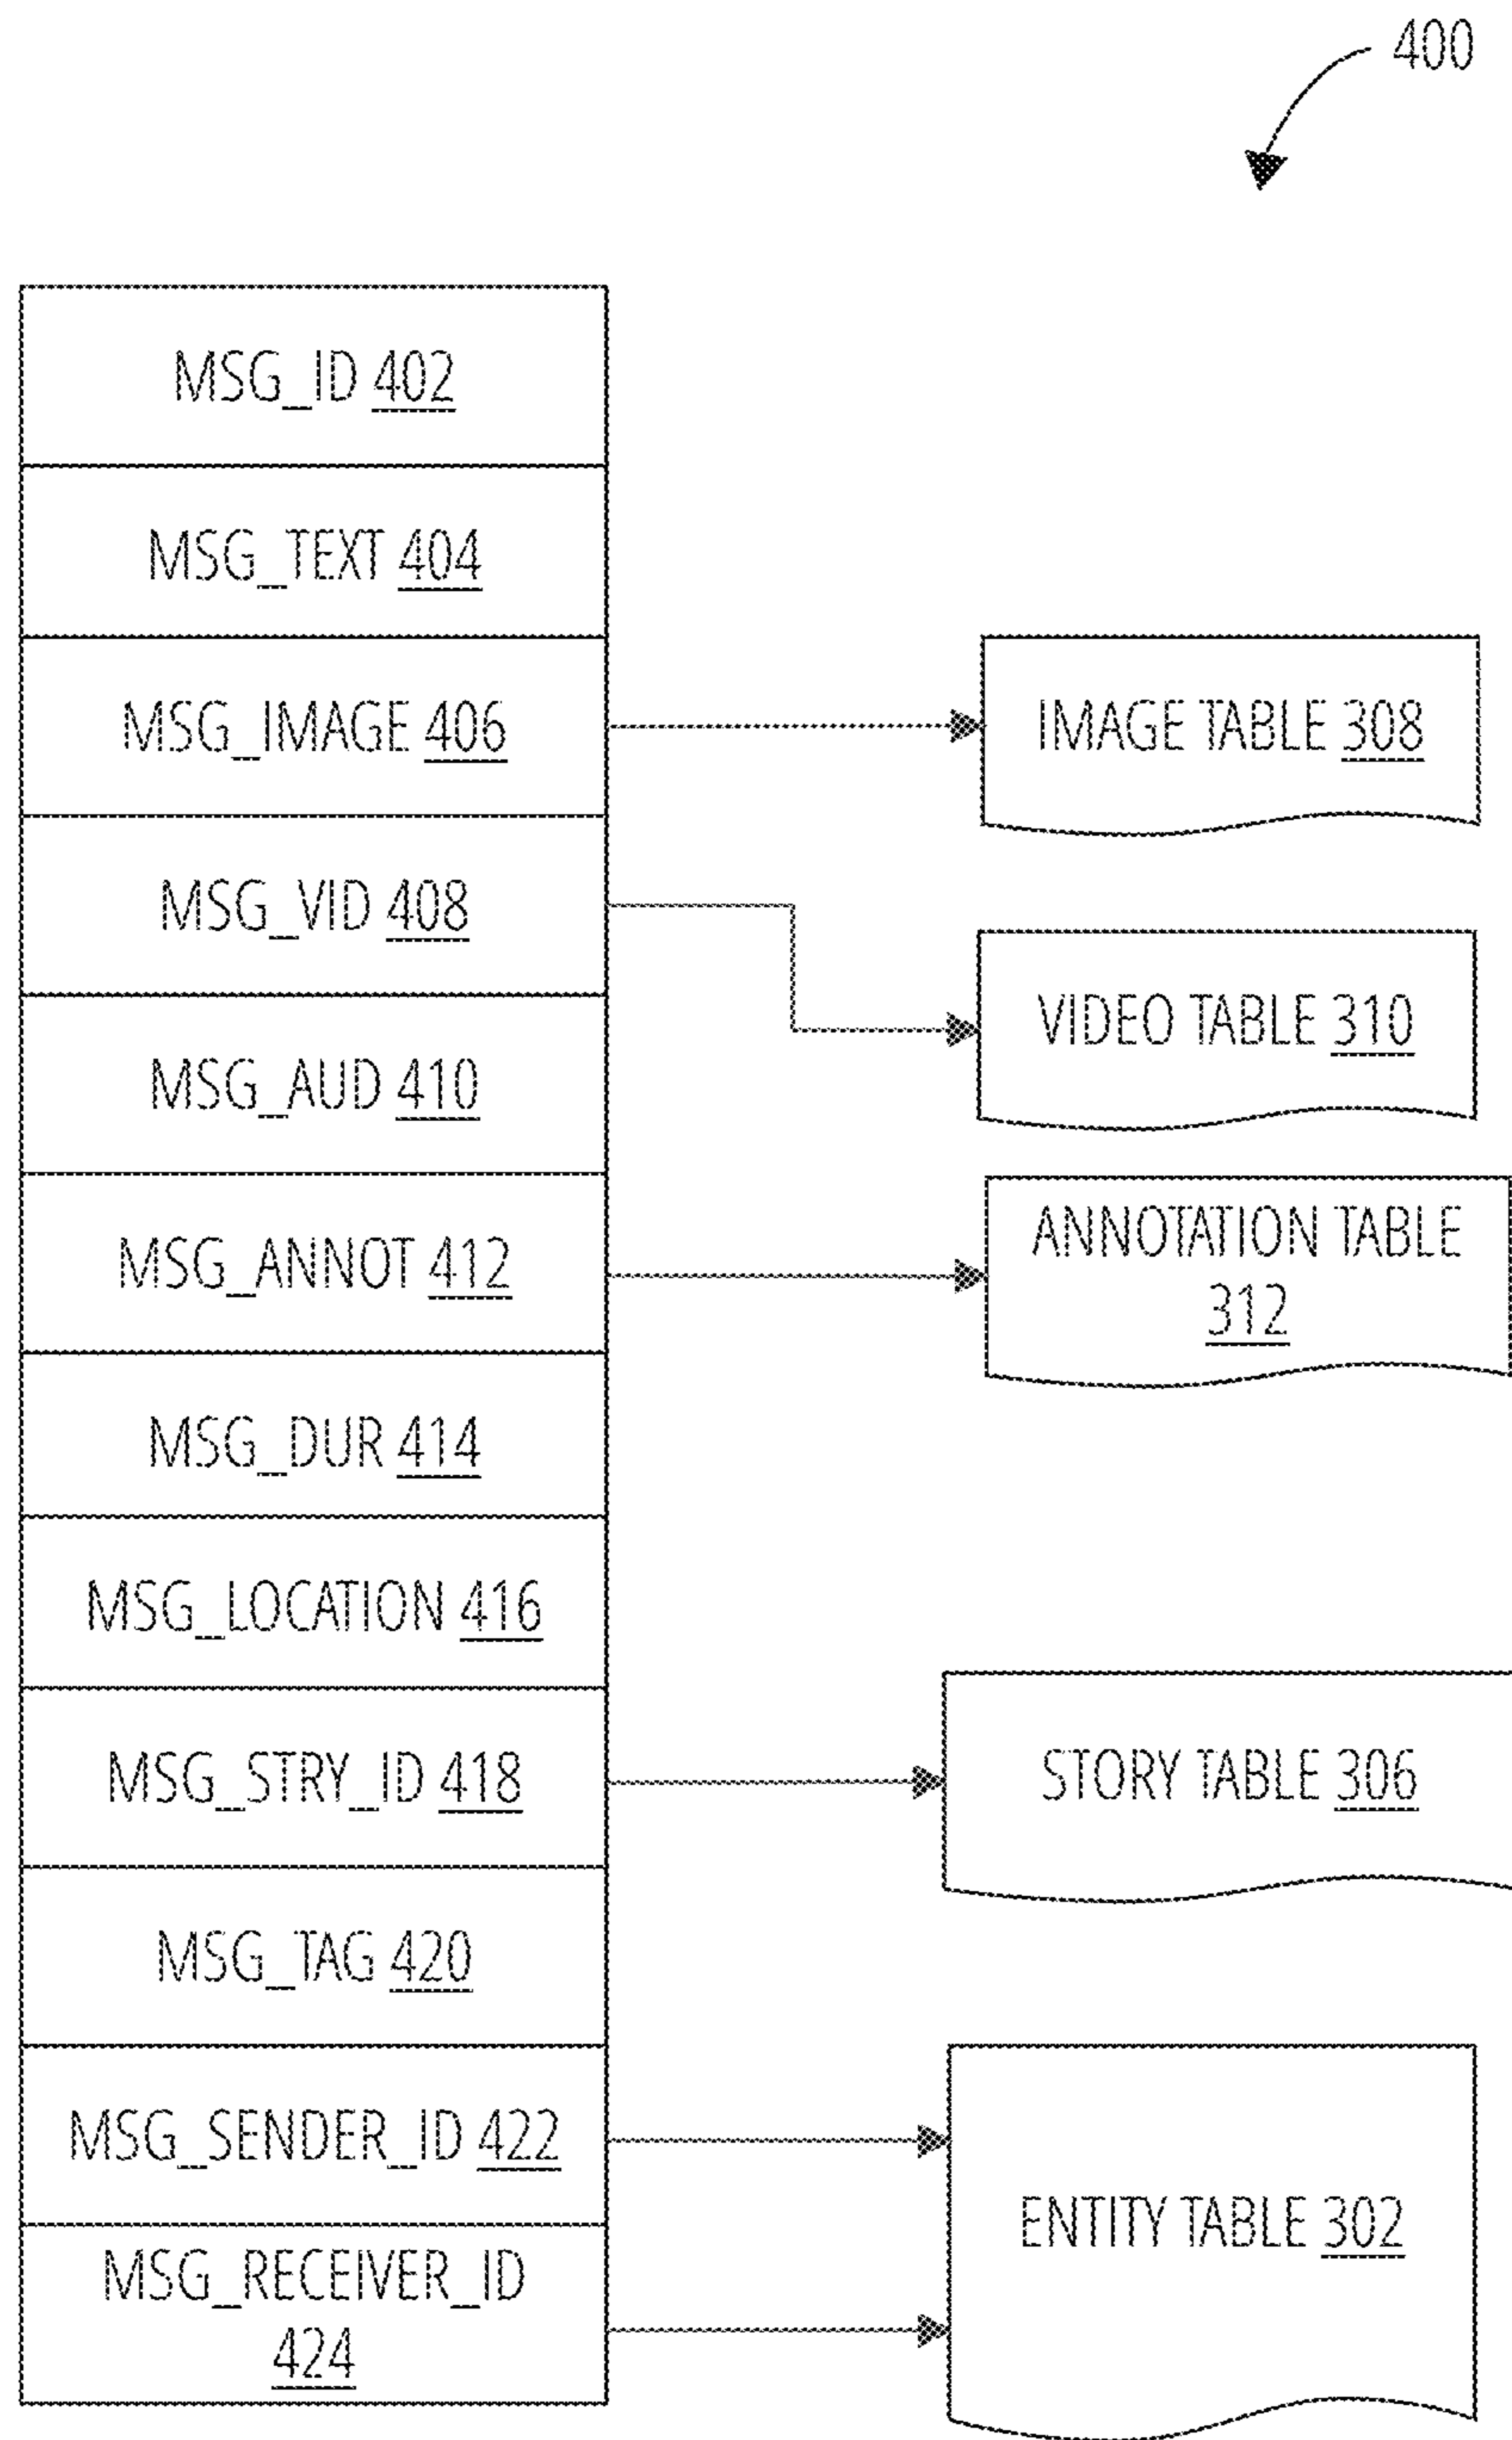 400
MSG_ID 402
MSG_TEXT 404
MSG_IMAGE 406
IMAGE TABLE 308
MSG_VID 408
VIDEO TABLE 310
MSG_AUD 410
MSG_ANNOT 412
ANNOTATION TABLE
312
MSG_DUR 414
MSG_LOCATION 416
MSG_STRY_ID 418
STORY TABLE 306
MSG_TAG 420
MSG_SENDER_ID 422
ENTITY TABLE 302
MSG_RECEIVER_ID
424